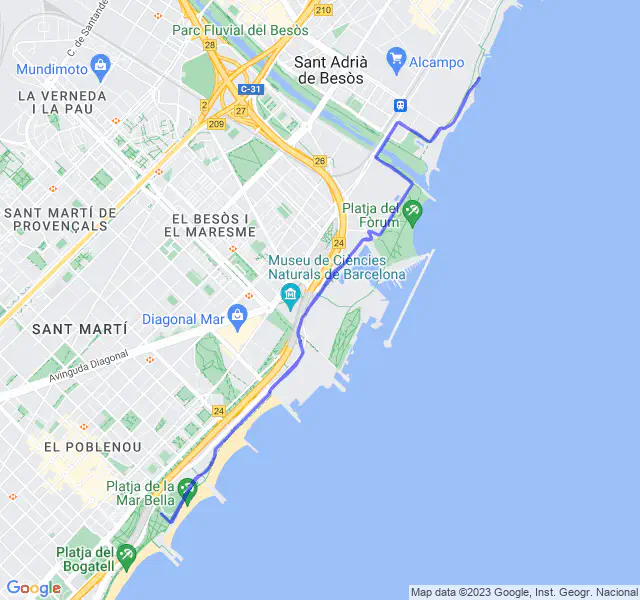 C. de Santander
210
Parc Fluvial del Besòs
28
Sant Adrià
de Besòs
Alcampo
Mundimoto
C-31
LA VERNEDA
I LA PAU
2
27
209
26
SANT MARTÍ DE
PROVENÇALS
EL BESÒS I
EL MARESME
Platja del
Fòrum
24
Museu de Ciències
Naturals de Barcelona
Diagonal Mar
SANT MARTÍ
Avinguda Diagonal
24
EL POBLENOU
Platja de la
Mar Bella
Platja del
Bogatell
Google
Map data ©2023 Google, Inst. Geogr. Nacional